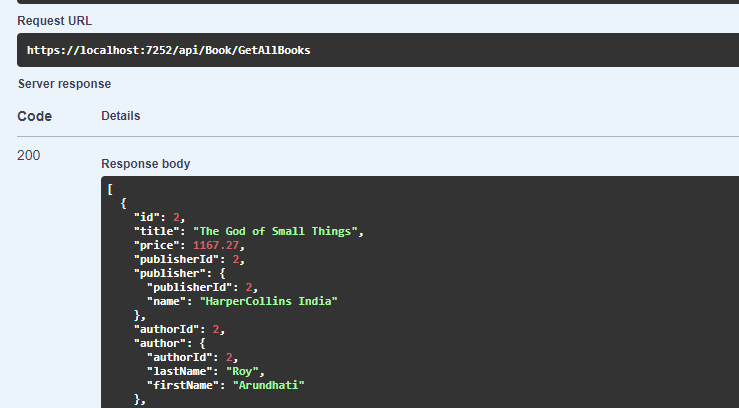 Request URL
https://localhost:7252/api/Book/GetAllBooks
Server response
Code Details
200
Response body
[
  {
    "id": 2,
    "title": "The God of Small Things",
    "price": 1167.27,
    "publisherId": 2,
    "publisher": {
      "publisherId": 2,
      "name": "HarperCollins India"
    },
    "authorId": 2,
    "author": {
      "authorId": 2,
      "lastName": "Roy",
      "firstName": "Arundhati"
    },